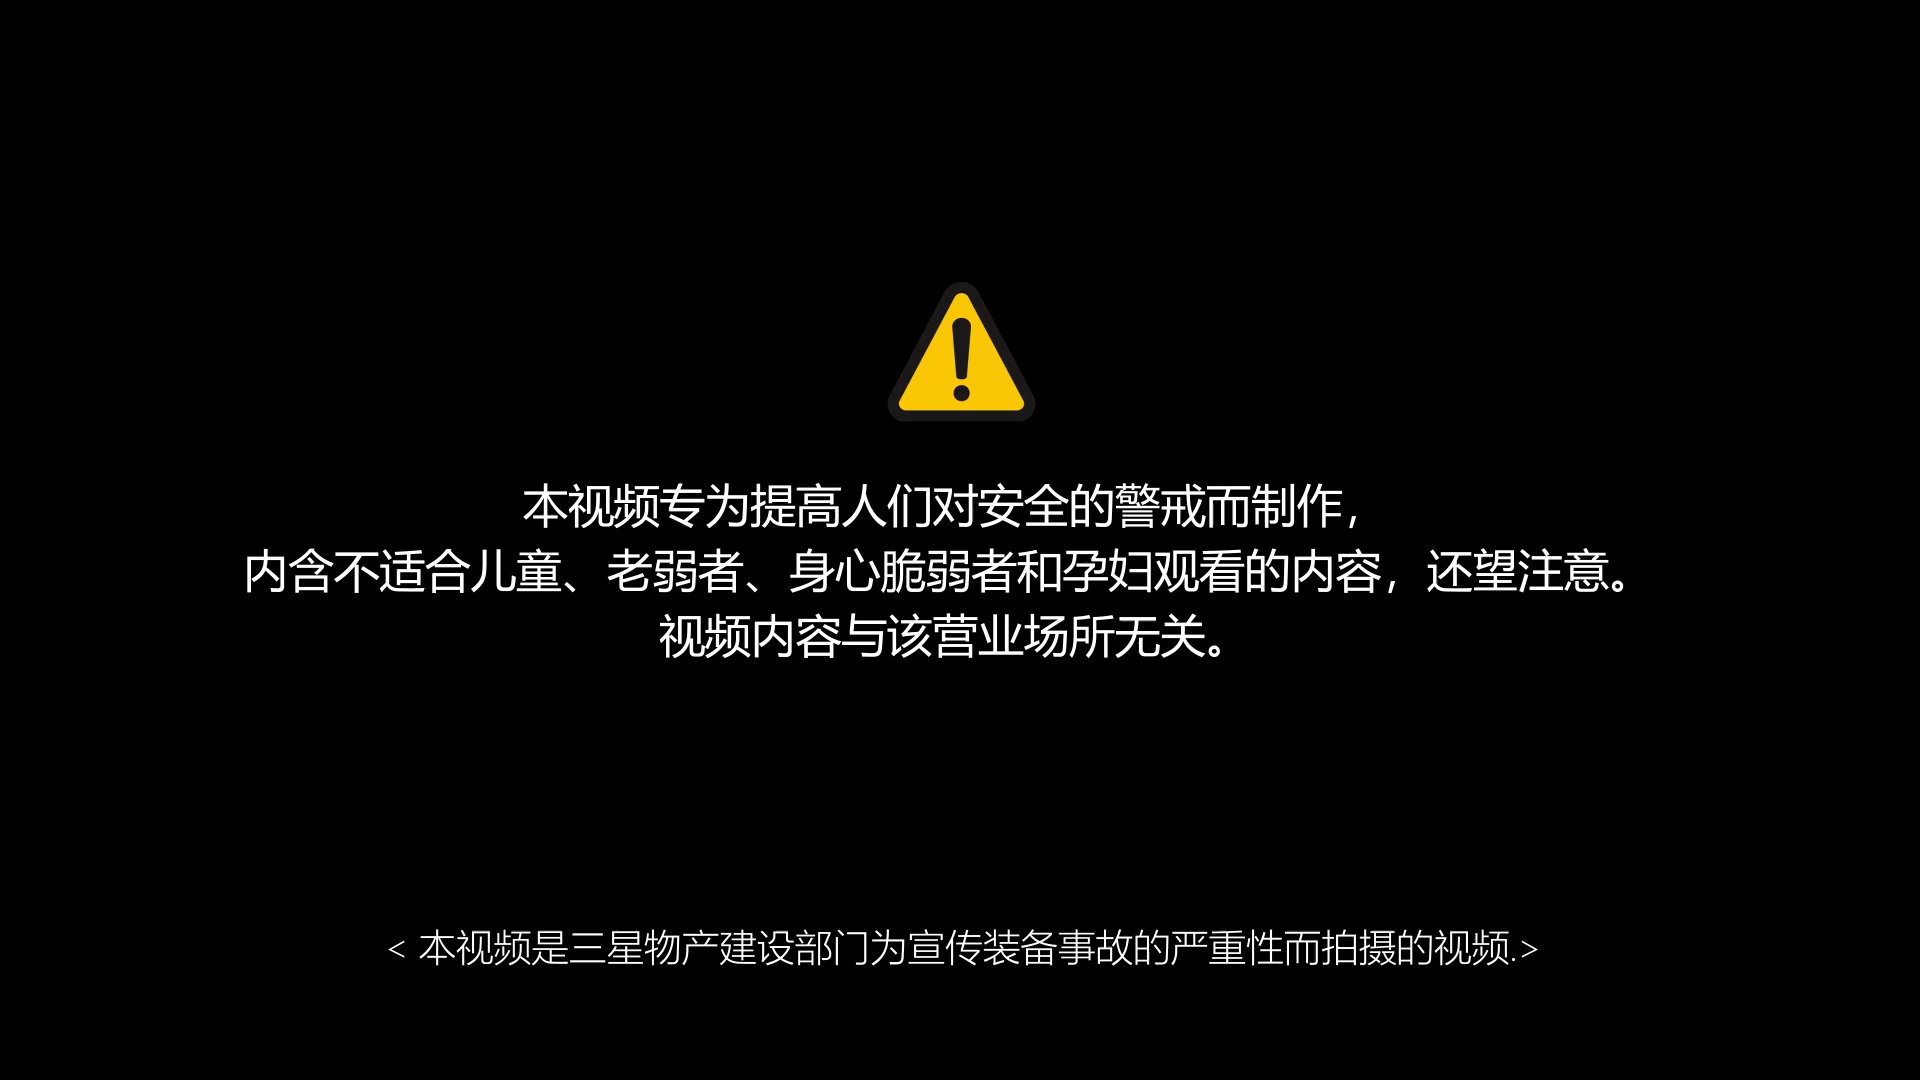 本视频专为提高人们对安全的警戒而制作，
内含不适合儿童、老弱者、身心脆弱者和孕妇观看的内容，还望注意。
视频内容与该营业场所无关。
< 本视频是三星物产建设部门为宣传装备事故的严重性而拍摄的视频.>